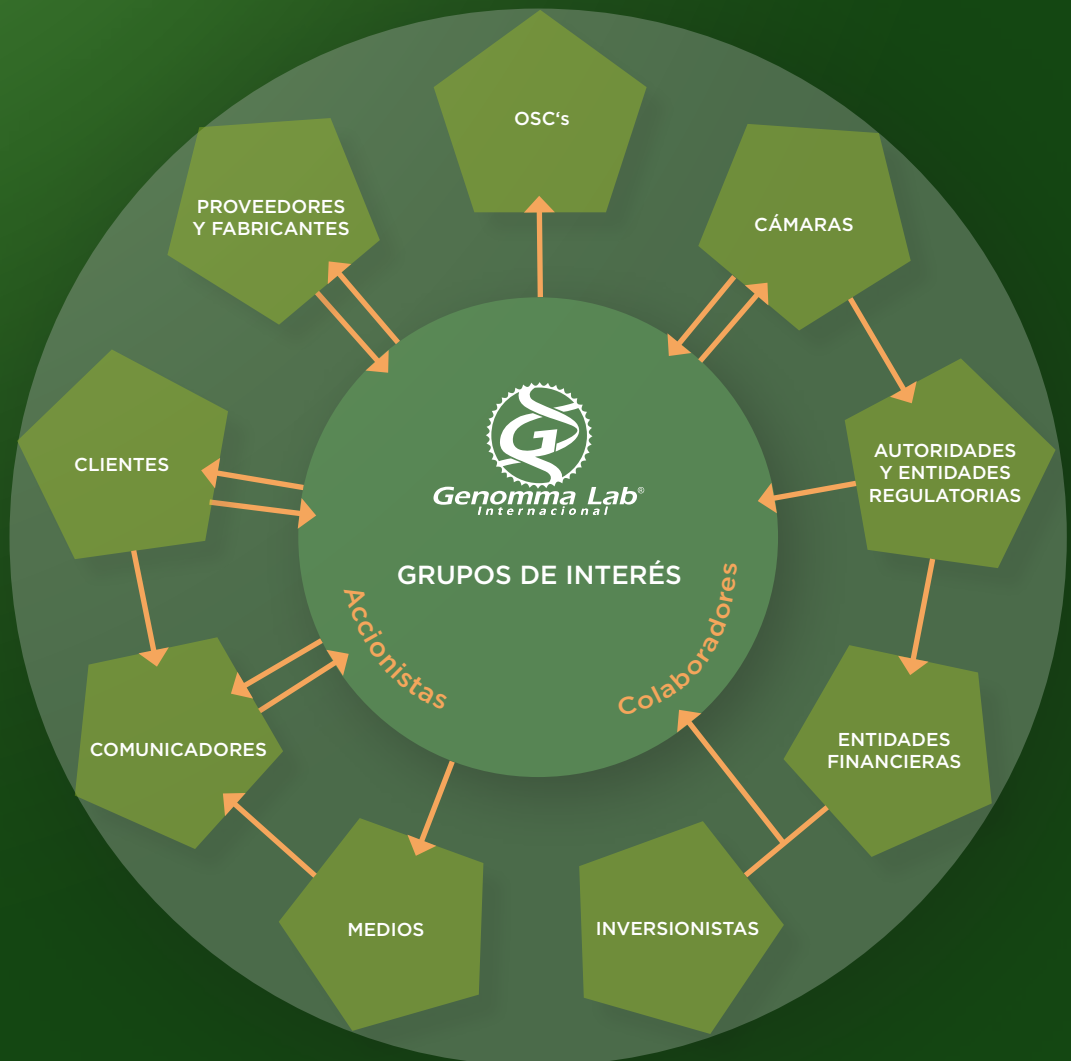 OSC‘s
PROVEEDORES
Y FABRICANTES
CÁMARAS
CLIENTES
AUTORIDADES
Y ENTIDADES
REGULATORIAS
Genomma Lab®
Internacional
GRUPOS DE INTERÉS
Accionistas
Colaboradores
COMUNICADORES
ENTIDADES
FINANCIERAS
MEDIOS
INVERSIONISTAS